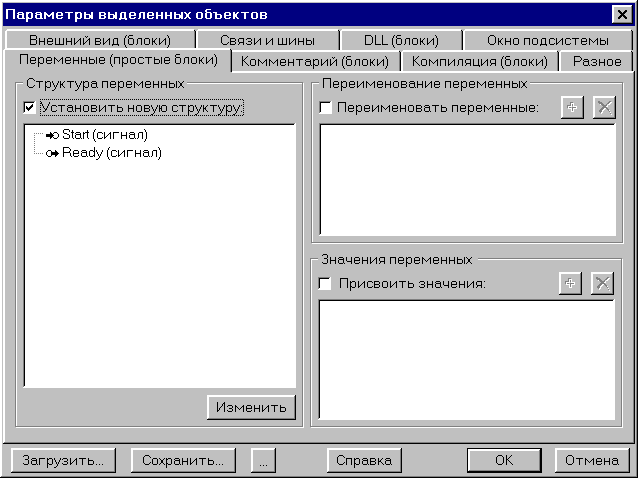 Параметры выделенных объектов
Внешний вид (блоки) Связи и шины DLL (блоки) Окно подсистемы
Переменные (простые блоки) Комментарий (блоки) Компиляция (блоки) Разное
Структура переменных
Установить новую структуру:
Start (сигнал)
Ready (сигнал)
Изменить
Переименование переменных
Переименовать переменные:
Значения переменных
Присвоить значения:
Загрузить... Сохранить... ... Справка OK Отмена